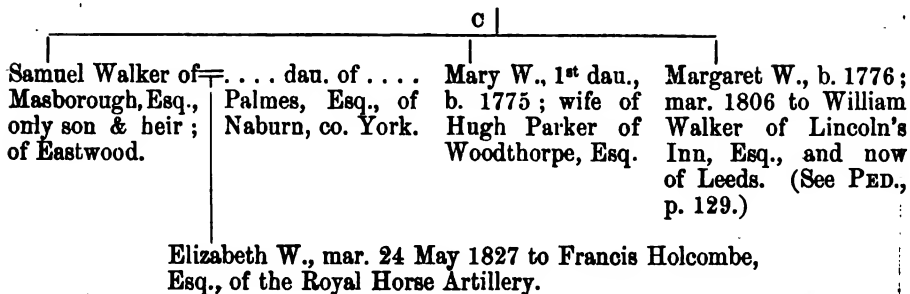 C
Samuel Walker of
Masborough, Esq.,
only son & heir;
of Eastwood.
.... dau. of ....
Palmes, Esq., of
Naburn, co. York.
Mary W., 1st dau.,
b. 1775; wife of
Hugh Parker of
Woodthorpe, Esq.
Margaret W., b. 1776;
mar. 1806 to William
Walker of Lincoln's
Inn, Esq., and now
of Leeds. (See PED.,
p. 129.)
Elizabeth W., mar. 24 May 1827 to Francis Holcombe,
Esq., of the Royal Horse Artillery.